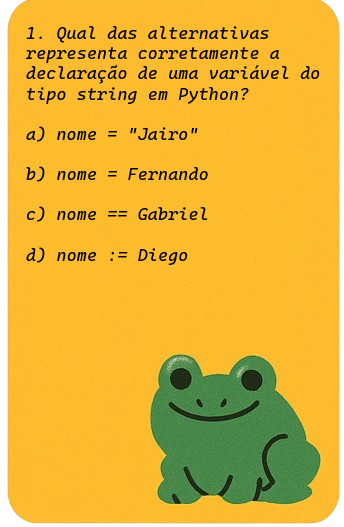 1. Qual das alternativas
representa corretamente a
declaração de uma variável do
tipo string em Python?
a) nome = "Jairo"
b) nome = Fernando
c) nome == Gabriel
d) nome := Diego